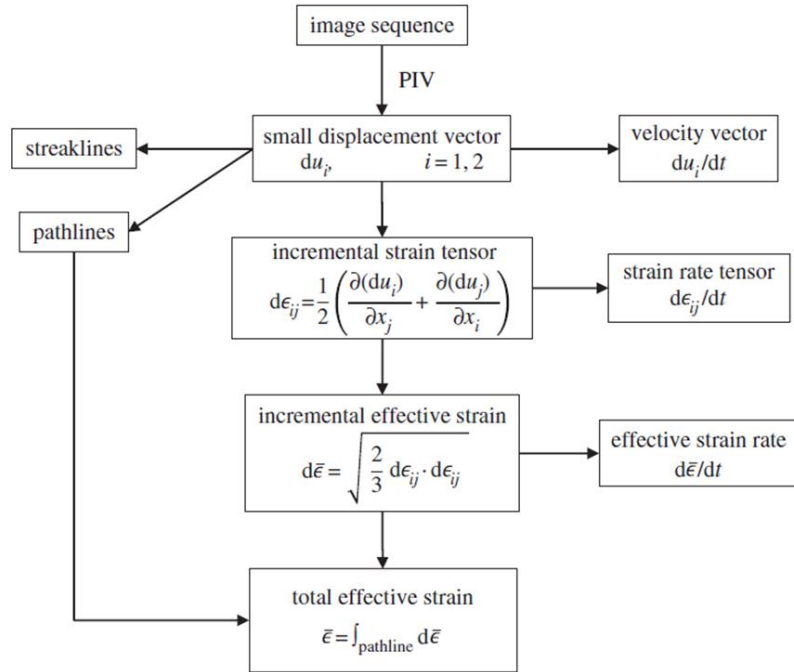 image sequence
PIV
small displacement vector
du_i, i = 1, 2
velocity vector
du_i/dt
streaklines
pathlines
incremental strain tensor
dϵ_ij = 1/2 (∂(du_i)/∂x_j + ∂(du_j)/∂x_i)
strain rate tensor
dϵ_ij/dt
incremental effective strain
dϵ̄ = √(2/3 dϵ_ij · dϵ_ij)
effective strain rate
dϵ̄/dt
total effective strain
ϵ̄ = ∫_pathline dϵ̄